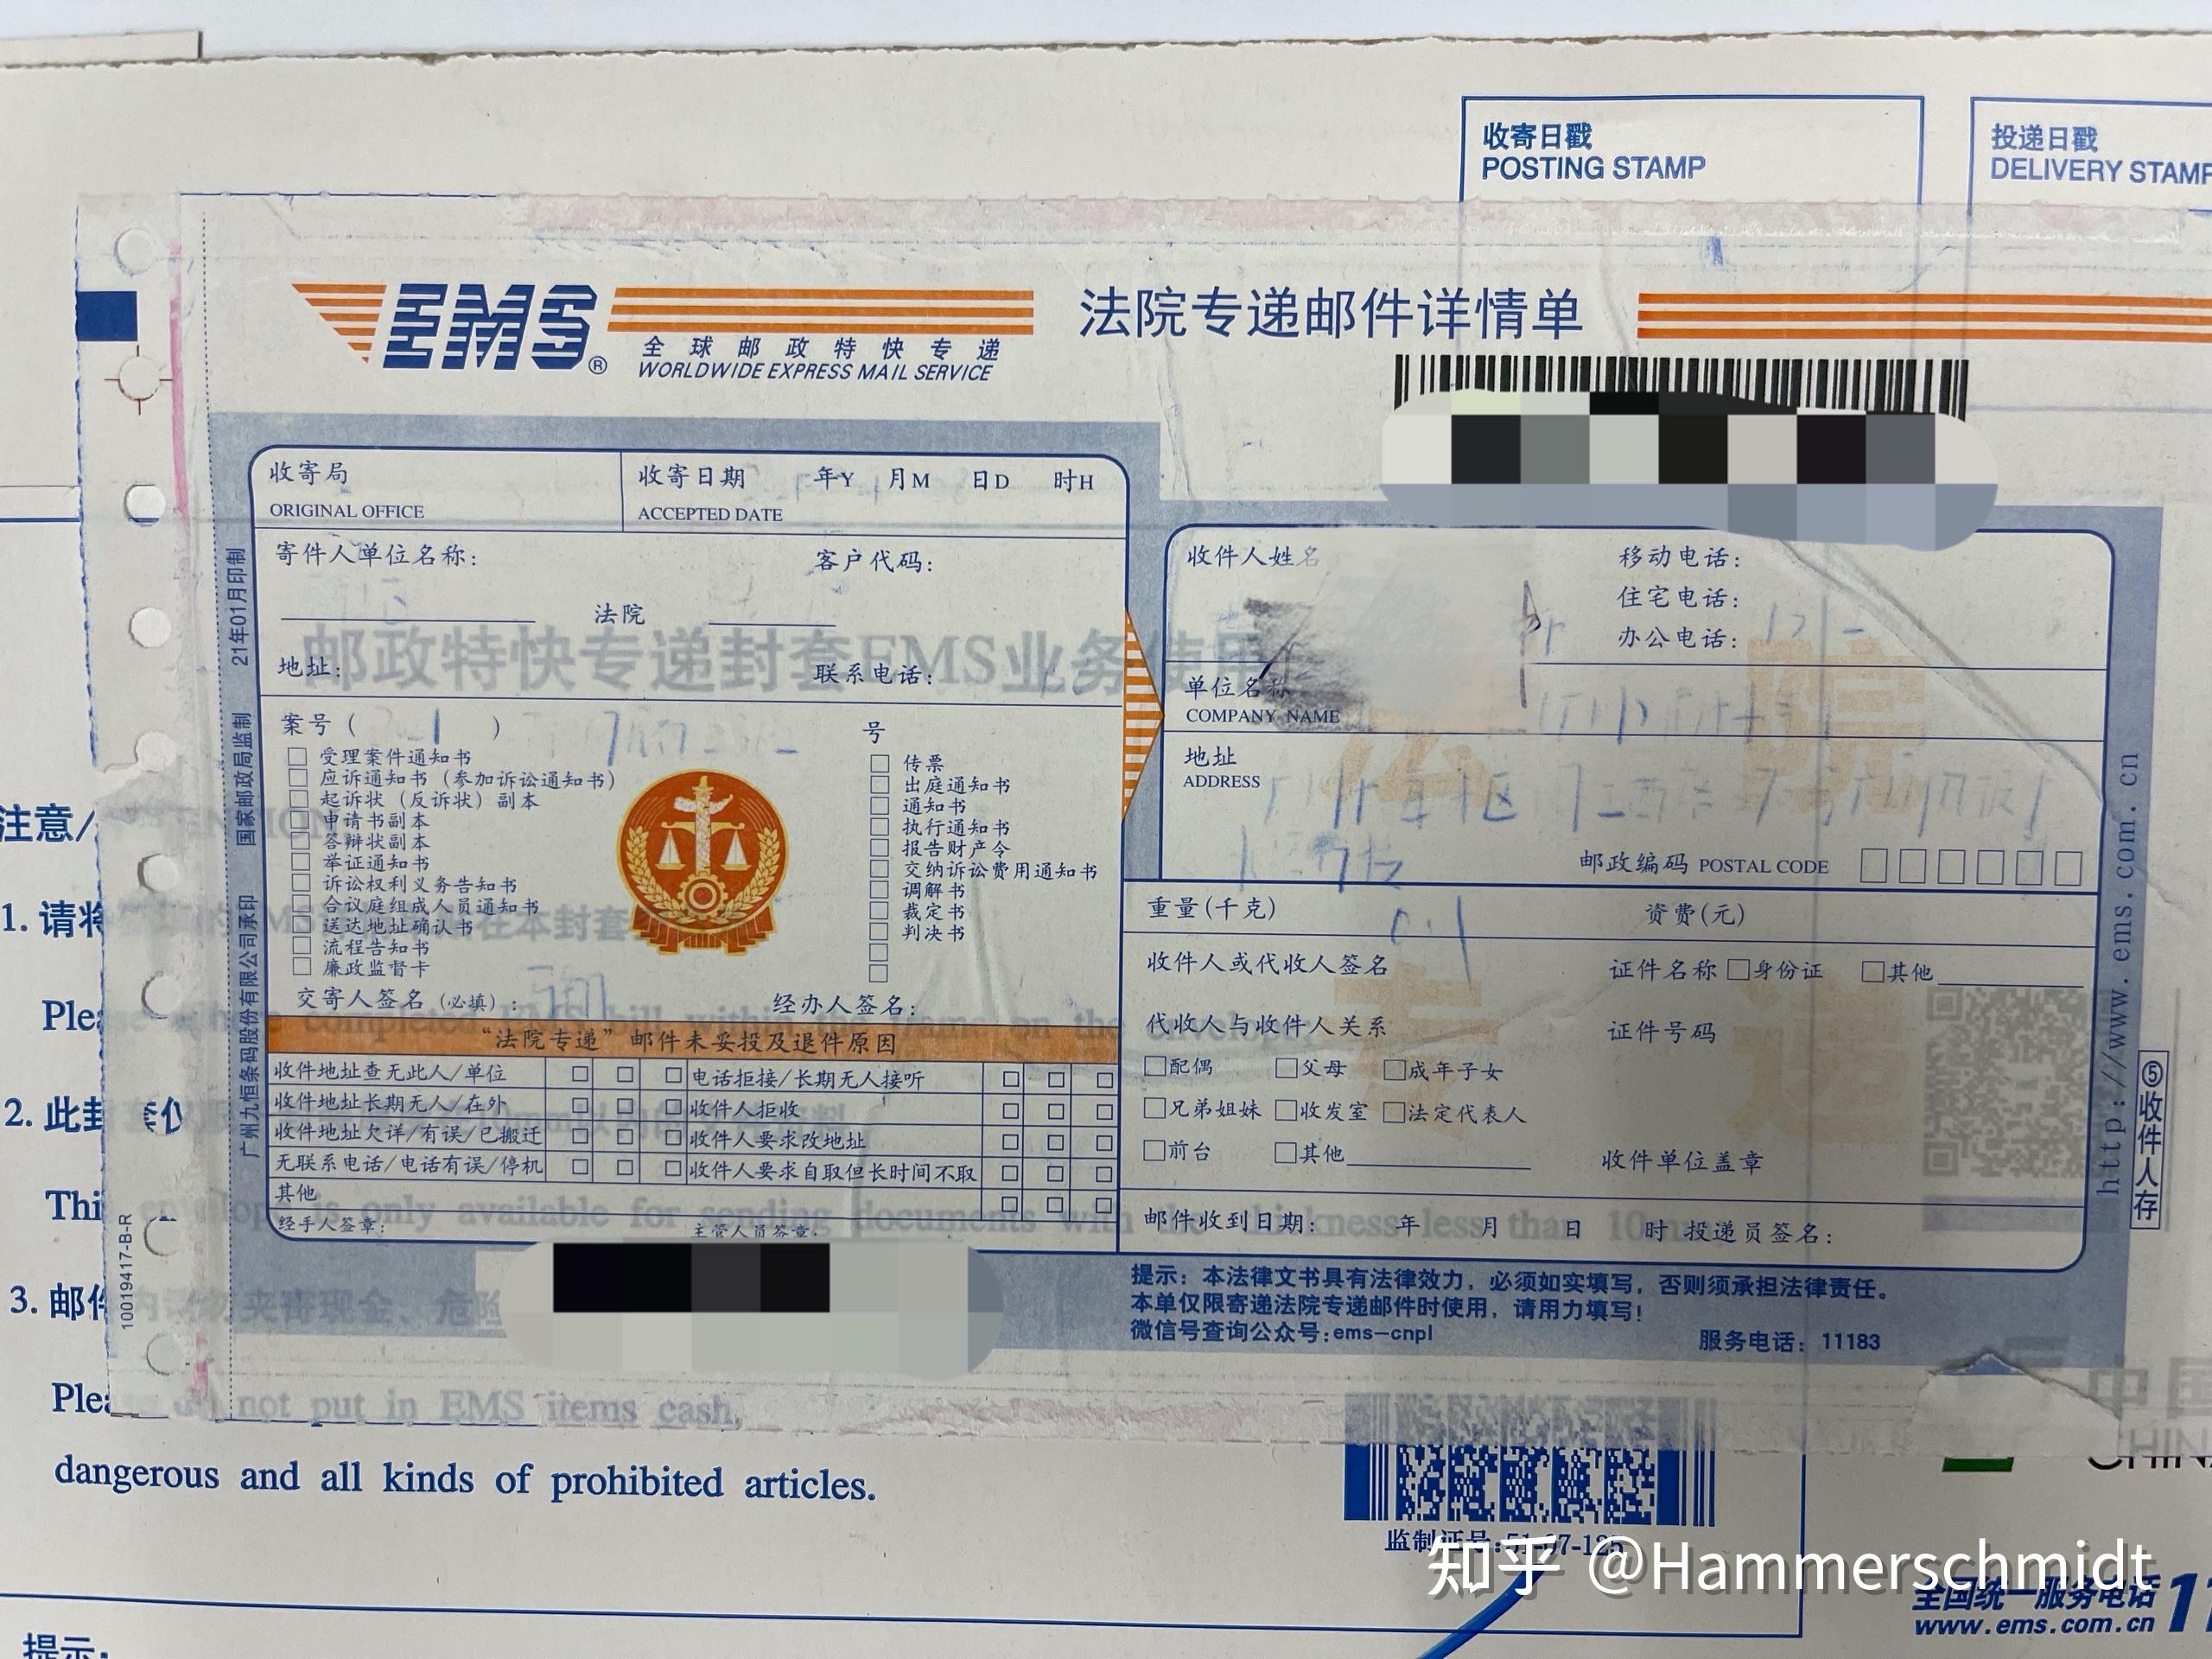 收寄日戳
POSTING STAMP
投递日戳
DELIVERY STAMP
EMS®
全球邮政特快专递
WORLDWIDE EXPRESS MAIL SERVICE
法院专递邮件详情单
收寄局
ORIGINAL OFFICE
收寄日期 年Y 月M 日D 时H
ACCEPTED DATE
寄件人单位名称: 客户代码:
法院
邮政特快专递封套EMS业务使用
地址: 联系电话:
案号( ) 号
受理案件通知书
应诉通知书(参加诉讼通知书)
起诉状(反诉状)副本
申请书副本
答辩状副本
举证通知书
诉讼权利义务告知书
合议庭组成人员通知书
送达地址确认书
流程告知书
廉政监督卡
传票
出庭通知书
通知书
执行通知书
报告财产令
交纳诉讼费用通知书
调解书
裁定书
判决书
交寄人签名(必填): 经办人签名:
“法院专递”邮件未妥投及退件原因
收件地址查无此人/单位 电话拒接/长期无人接听
收件地址长期无人/在外 收件人拒收
收件地址欠详/有误/已搬迁 收件人要求改地址
无联系电话/电话有误/停机 收件人要求自取但长时间不取
其他
经手人签章: 主管人员签章:
收件人姓名 移动电话:
住宅电话:
办公电话:
单位名称
COMPANY NAME
地址
ADDRESS
邮政编码 POSTAL CODE
重量(千克) 资费(元)
收件人或代收人签名 证件名称 身份证 其他
代收人与收件人关系 证件号码
配偶 父母 成年子女
兄弟姐妹 收发室 法定代表人
前台 其他 收件单位盖章
邮件收到日期: 年 月 日 时 投递员签名:
提示:本法律文书具有法律效力,必须如实填写,否则须承担法律责任。
本单仅限寄递法院专递邮件时使用,请用力填写!
微信号查询公众号:ems-cnpl 服务电话:11183
http://www.ems.com.cn
⑤收件人存
广州九恒条码股份有限公司承印 国家邮政局监制 21年01月印制
10019417-B-R
注意/
1. 请将
2. 此封
This envelope is only available for sending documents with the thickness less than 10mm
3. 邮件
Please do not put in EMS items cash,
dangerous and all kinds of prohibited articles.
监制证号:51-07-125
中国
CHINA
全国统一服务电话 11
www.ems.com.cn
提示:
知乎 @Hammerschmidt